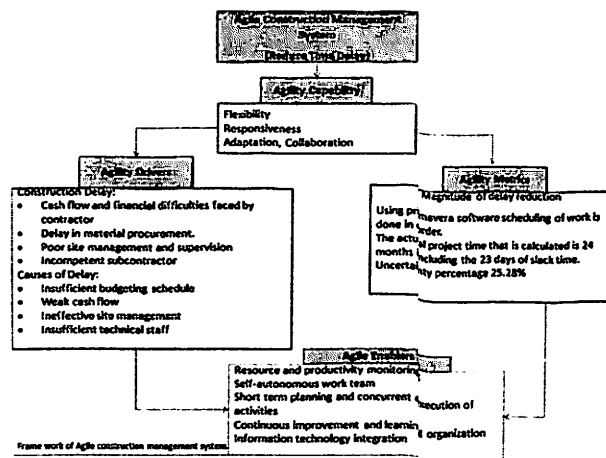 Agile Construction Management
System
(Reduce Time Delay)
Agility Capability
Flexibility
Responsiveness
Adaptation, Collaboration
Agility Drivers
Construction Delay:
• Cash flow and financial difficulties faced by
contractor
• Delay in material procurement.
• Poor site management and supervision
• Incompetent subcontractor
Causes of Delay:
• Insufficient budgeting schedule
• Weak cash flow
• Ineffective site management
• Insufficient technical staff
Agility Metrics
Magnitude of delay reduction
Using primavera software scheduling of work is
done in order.
The actual project time that is calculated is 24
months including the 23 days of slack time.
Uncertainty percentage 25.28%
Agile Enablers
Resource and productivity monitoring
Self-autonomous work team
Short term planning and concurrent execution of
activities
Continuous improvement and learning organization
Information technology integration
Frame work of Agile construction management system.